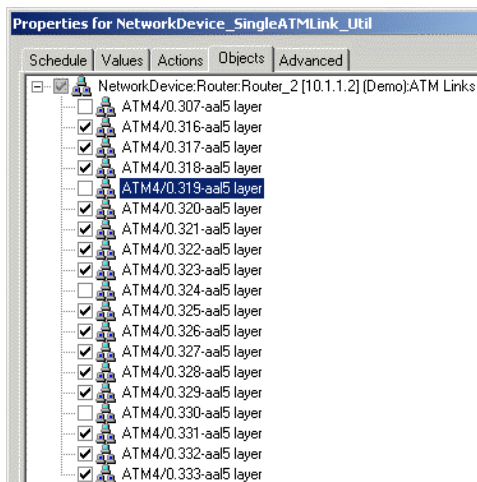 Properties for NetworkDevice_SingleATMLink_Util
Schedule Values Actions Objects Advanced
NetworkDevice:Router:Router_2 [10.1.1.2] (Demo):ATM Links
ATM4/0.307-aal5 layer
ATM4/0.316-aal5 layer
ATM4/0.317-aal5 layer
ATM4/0.318-aal5 layer
ATM4/0.319-aal5 layer
ATM4/0.320-aal5 layer
ATM4/0.321-aal5 layer
ATM4/0.322-aal5 layer
ATM4/0.323-aal5 layer
ATM4/0.324-aal5 layer
ATM4/0.325-aal5 layer
ATM4/0.326-aal5 layer
ATM4/0.327-aal5 layer
ATM4/0.328-aal5 layer
ATM4/0.329-aal5 layer
ATM4/0.330-aal5 layer
ATM4/0.331-aal5 layer
ATM4/0.332-aal5 layer
ATM4/0.333-aal5 layer